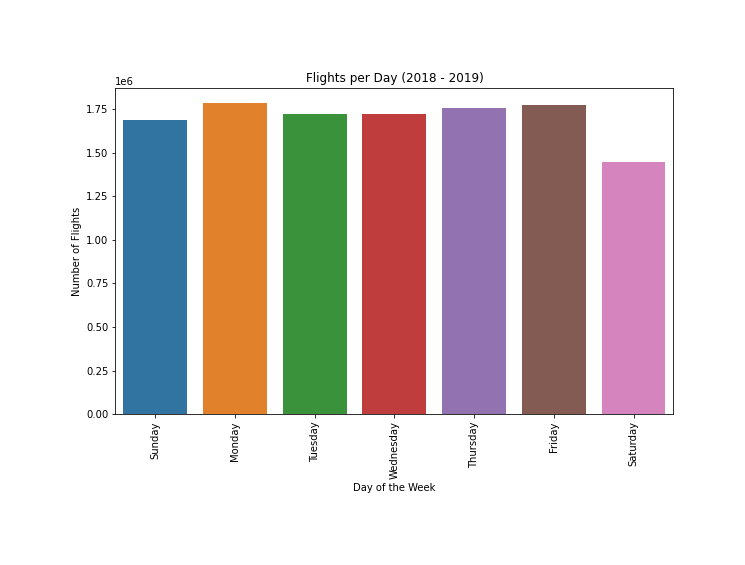 Flights per Day (2018 - 2019)
1e6
1.75
1.50
1.25
1.00
0.75
0.50
0.25
0.00
Number of Flights
Sunday
Monday
Tuesday
Wednesday
Thursday
Friday
Saturday
Day of the Week